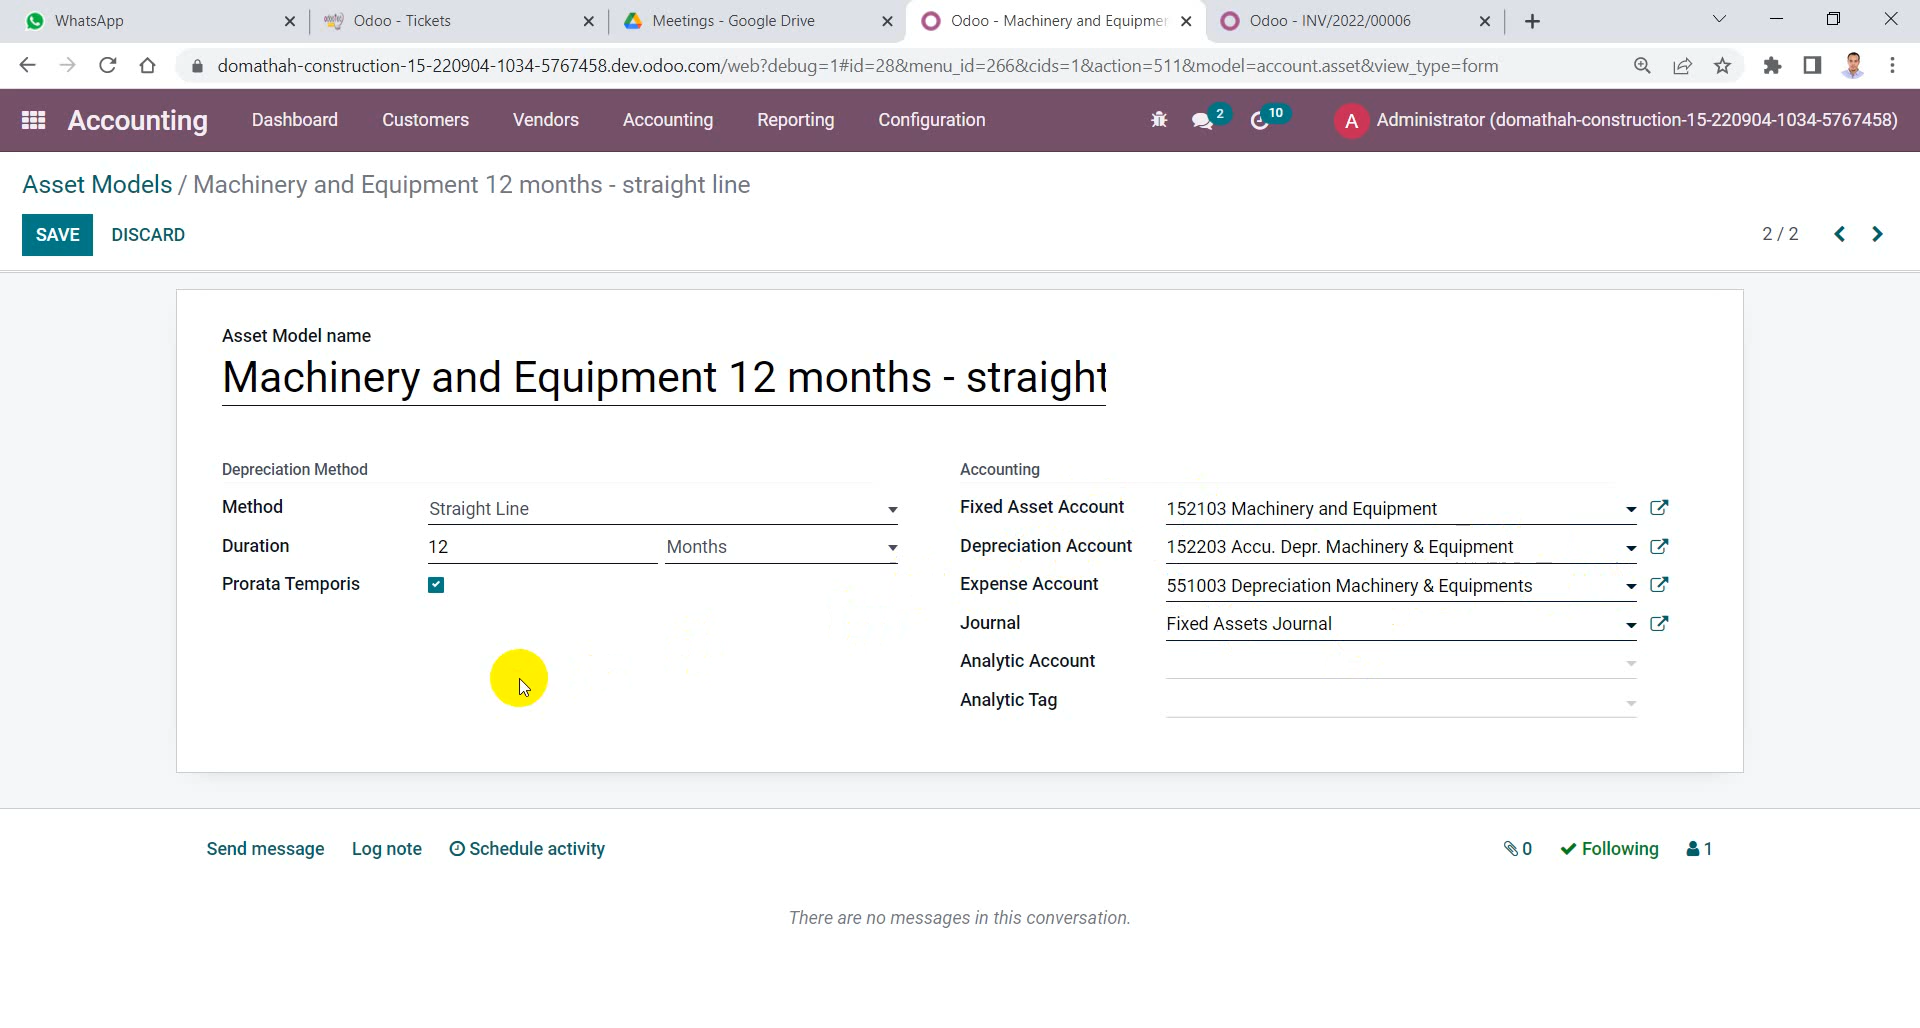 WhatsApp
Odoo - Tickets
Meetings - Google Drive
Odoo - Machinery and Equipmen
Odoo - INV/2022/00006
domathah-construction-15-220904-1034-5767458.dev.odoo.com/web?debug=1#id=28&menu_id=266&cids=1&action=511&model=account.asset&view_type=form
Accounting
Dashboard
Customers
Vendors
Accounting
Reporting
Configuration
2
10
A
Administrator (domathah-construction-15-220904-1034-5767458)
Asset Models / Machinery and Equipment 12 months - straight line
SAVE
DISCARD
2 / 2
Asset Model name
Machinery and Equipment 12 months - straight
Depreciation Method
Method Straight Line
Duration 12 Months
Prorata Temporis
Accounting
Fixed Asset Account 152103 Machinery and Equipment
Depreciation Account 152203 Accu. Depr. Machinery & Equipment
Expense Account 551003 Depreciation Machinery & Equipments
Journal Fixed Assets Journal
Analytic Account
Analytic Tag
Send message
Log note
Schedule activity
0
Following
1
There are no messages in this conversation.